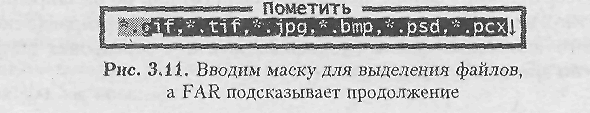 Пометить
*.gif,*.tif,*.jpg,*.bmp,*.psd,*.pcx↓
Рис. 3.11. Вводим маску для выделения файлов,
а FAR подсказывает продолжение